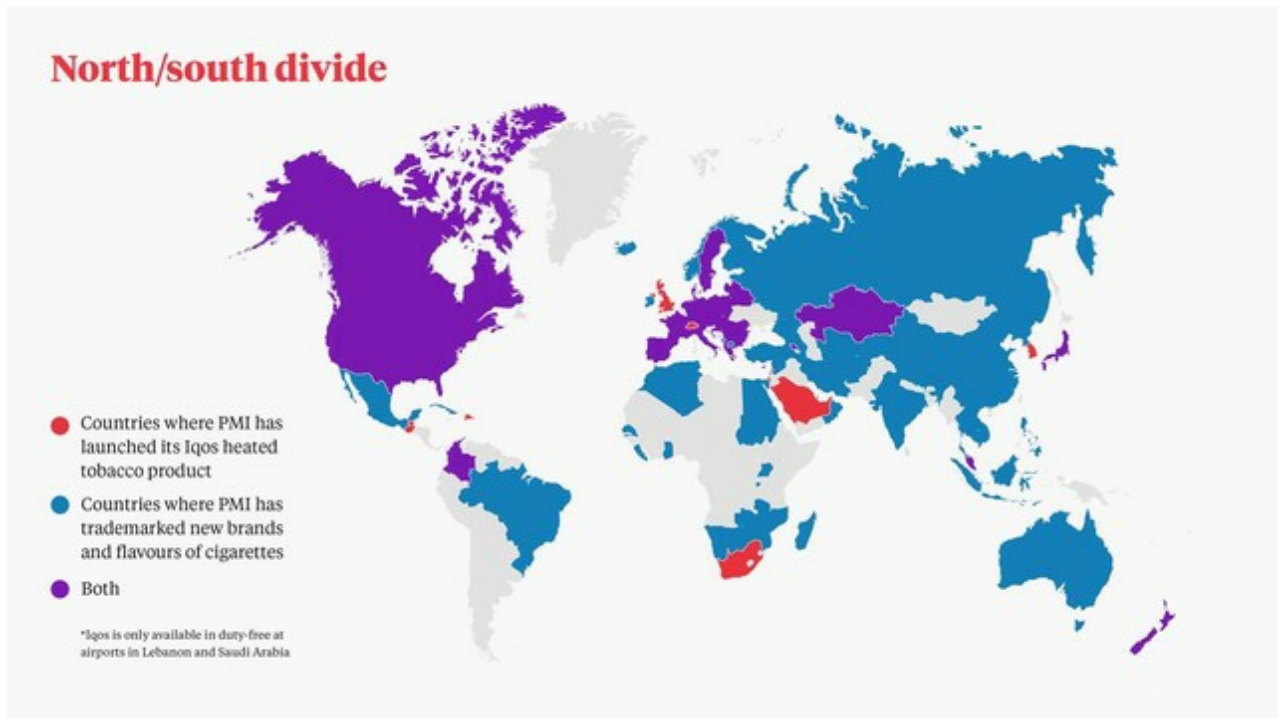 North/south divide
Countries where PMI has
launched its Iqos heated
tobacco product
Countries where PMI has
trademarked new brands
and flavours of cigarettes
Both
*Iqos is only available in duty-free at
airports in Lebanon and Saudi Arabia